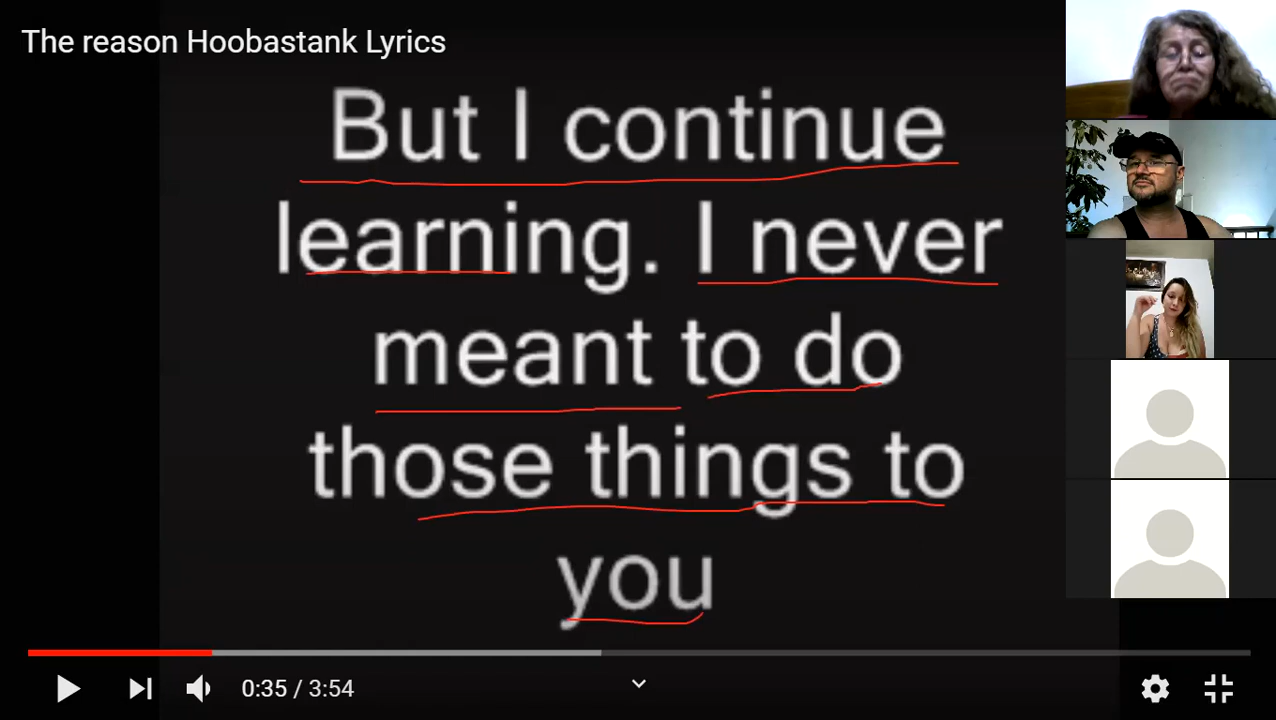 The reason Hoobastank Lyrics
But I continue
learning. I never
meant to do
those things to
you
0:35 / 3:54